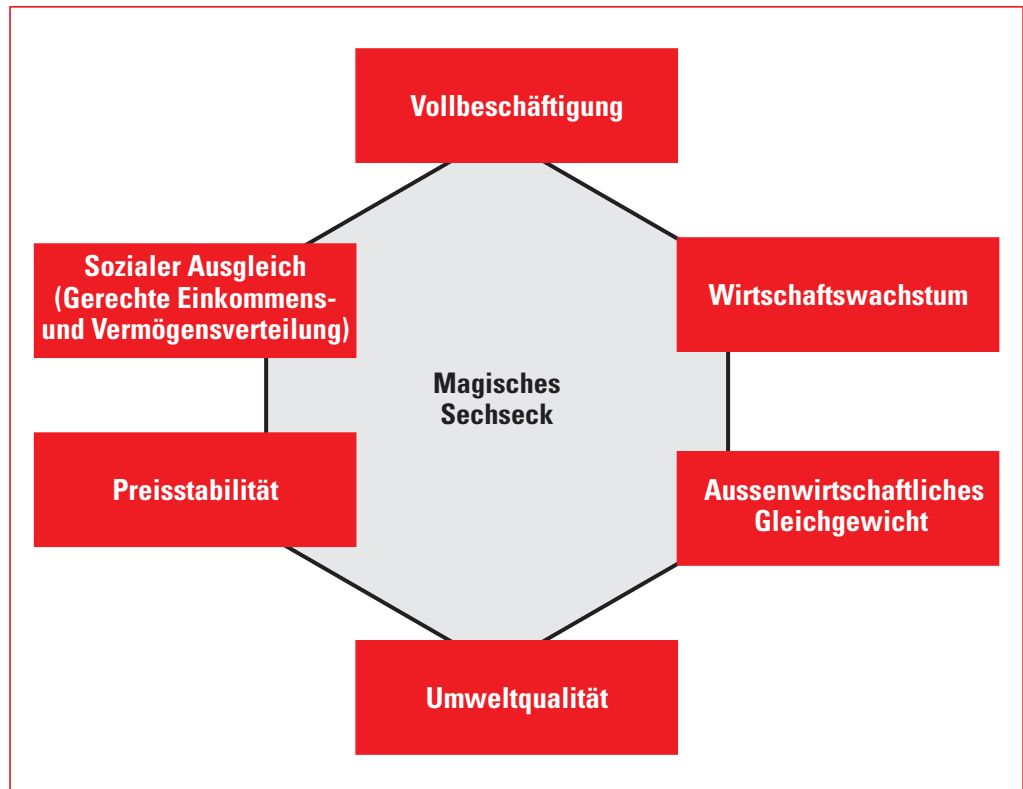 Vollbeschäftigung
Sozialer Ausgleich
(Gerechte Einkommens-
und Vermögensverteilung)
Wirtschaftswachstum
Magisches
Sechseck
Preisstabilität
Aussenwirtschaftliches
Gleichgewicht
Umweltqualität